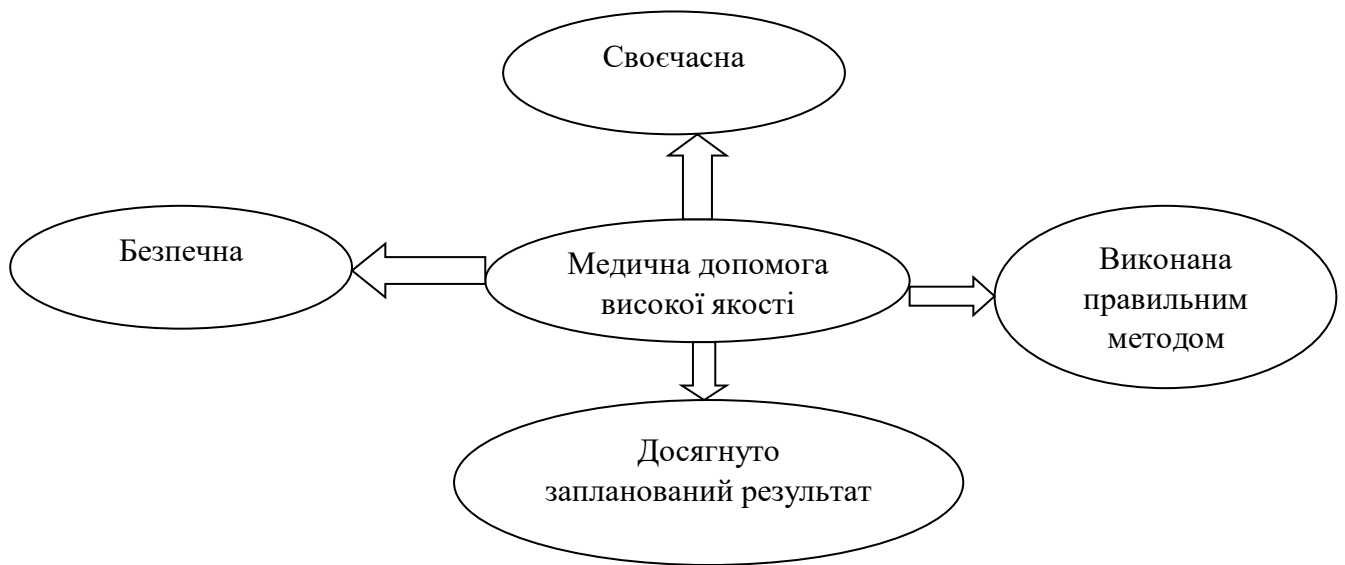 Своєчасна
Безпечна
Медична допомога
високої якості
Виконана
правильним
методом
Досягнуто
запланований результат